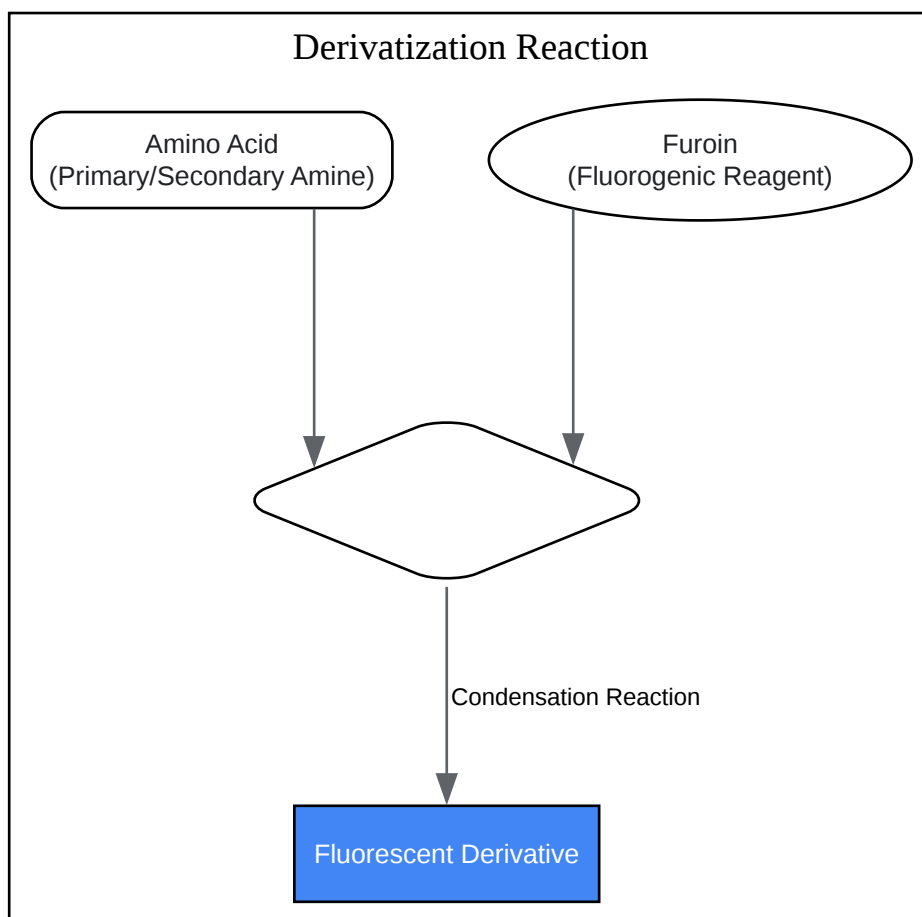 Derivatization Reaction
Amino Acid
(Primary/Secondary Amine)
Furoin
(Fluorogenic Reagent)
Condensation Reaction
Fluorescent Derivative